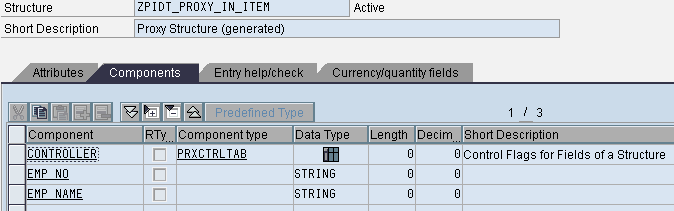 Structure ZPIDT_PROXY_IN_ITEM Active
Short Description Proxy Structure (generated)
Attributes Components Entry help/check Currency/quantity fields
Predefined Type 1 / 3
Component RTy... Component type Data Type Length Decim... Short Description
CONTROLLER PRXCTRLTAB 0 0 Control Flags for Fields of a Structure
EMP_NO STRING 0 0
EMP_NAME STRING 0 0